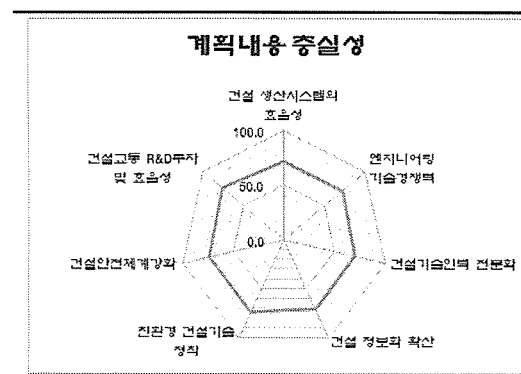 계획내용 충실성
건설 생산시스템의
효율성
엔지니어링
기술경쟁력
건설기술인력 전문화
건설 정보화 확산
친환경 건설기술
정착
건설안전체계강화
건설교통 R&D투자
및 효율성
100.0
50.0
0.0